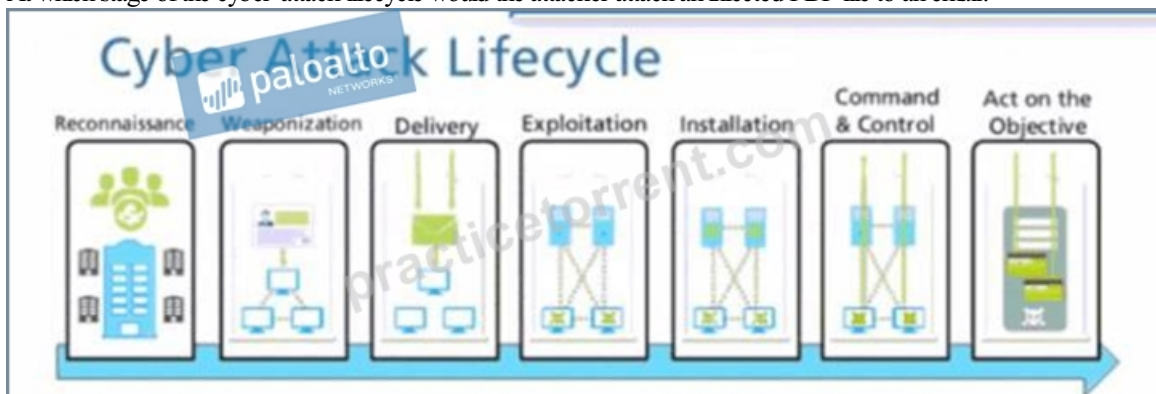 At which stage of the cyber-attack lifecycle would the attacker attach an infected PDF file to an email?
Cyber Attack Lifecycle
paloalto
NETWORKS
Reconnaissance
Weaponization
Delivery
Exploitation
Installation
Command
& Control
Act on the
Objective
practicetorrent.com